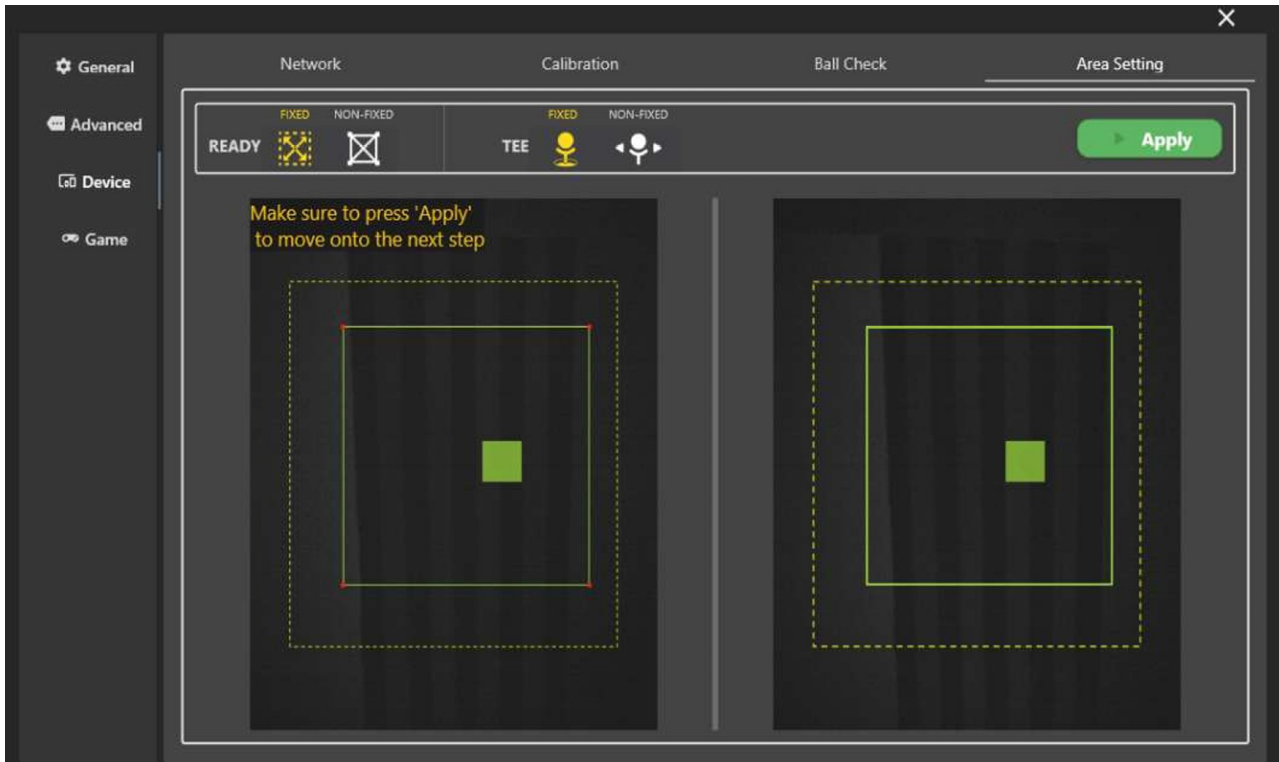 General
Advanced
Device
Game
Network
Calibration
Ball Check
Area Setting
READY
FIXED
NON-FIXED
TEE
FIXED
NON-FIXED
Apply
Make sure to press 'Apply'
to move onto the next step